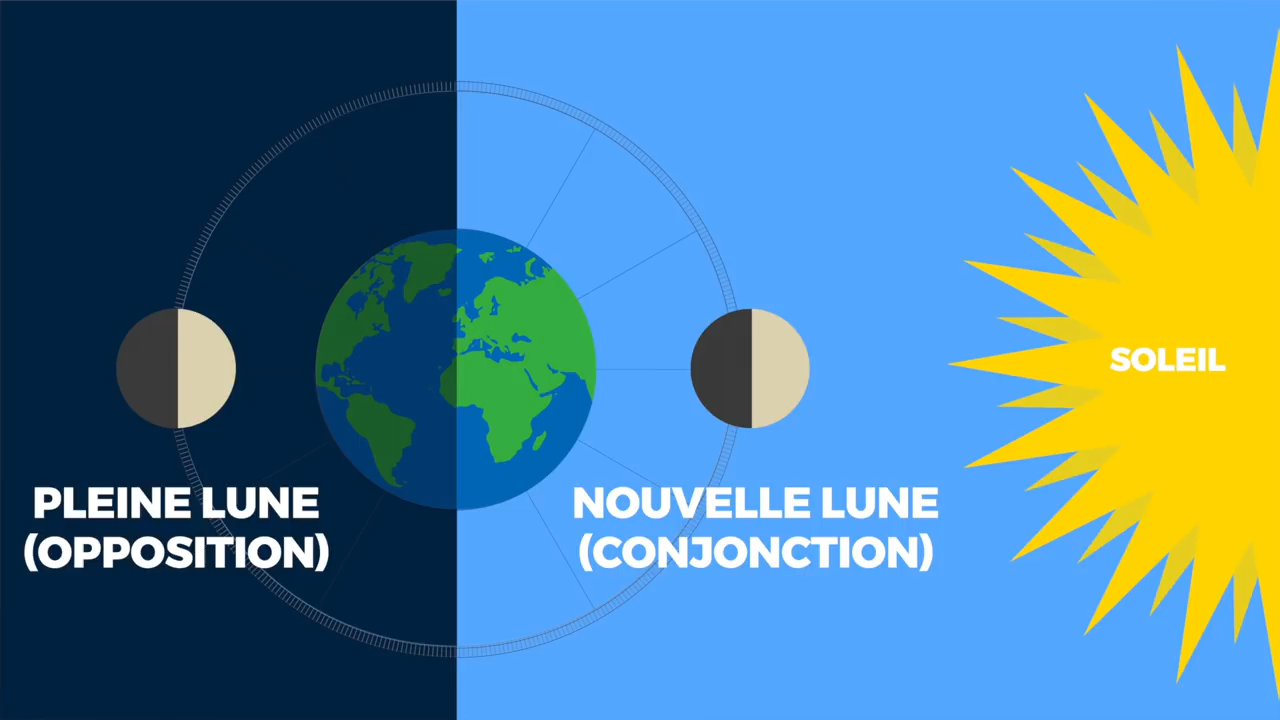 SOLEIL
PLEINE LUNE
(OPPOSITION)
NOUVELLE LUNE
(CONJONCTION)